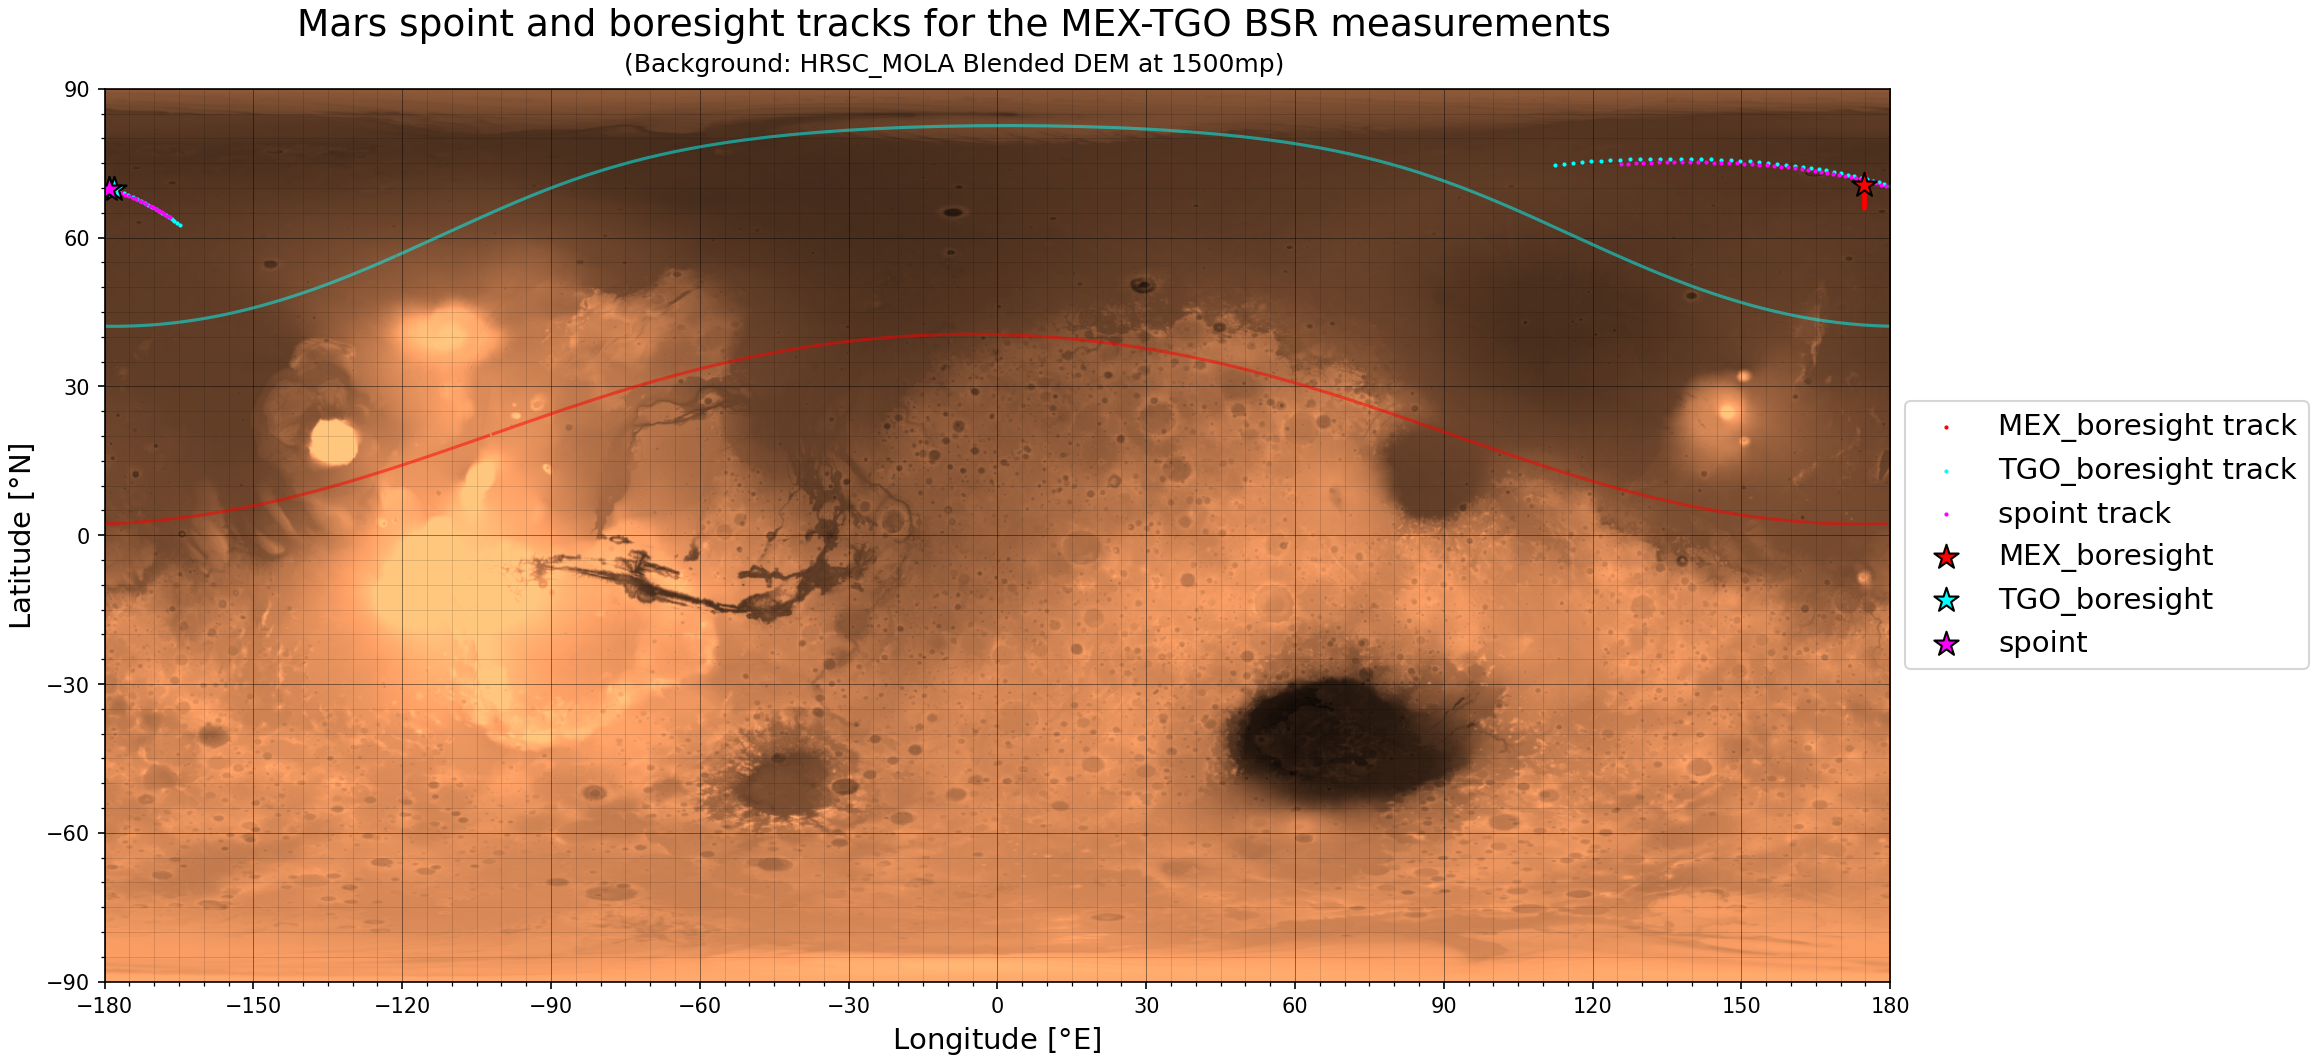 Mars spoint and boresight tracks for the MEX-TGO BSR measurements
(Background: HRSC_MOLA Blended DEM at 1500mp)
90
60
30
0
−30
−60
−90
Latitude [°N]
−180 −150 −120 −90 −60 −30 0 30 60 90 120 150 180
Longitude [°E]
MEX_boresight track
TGO_boresight track
spoint track
MEX_boresight
TGO_boresight
spoint